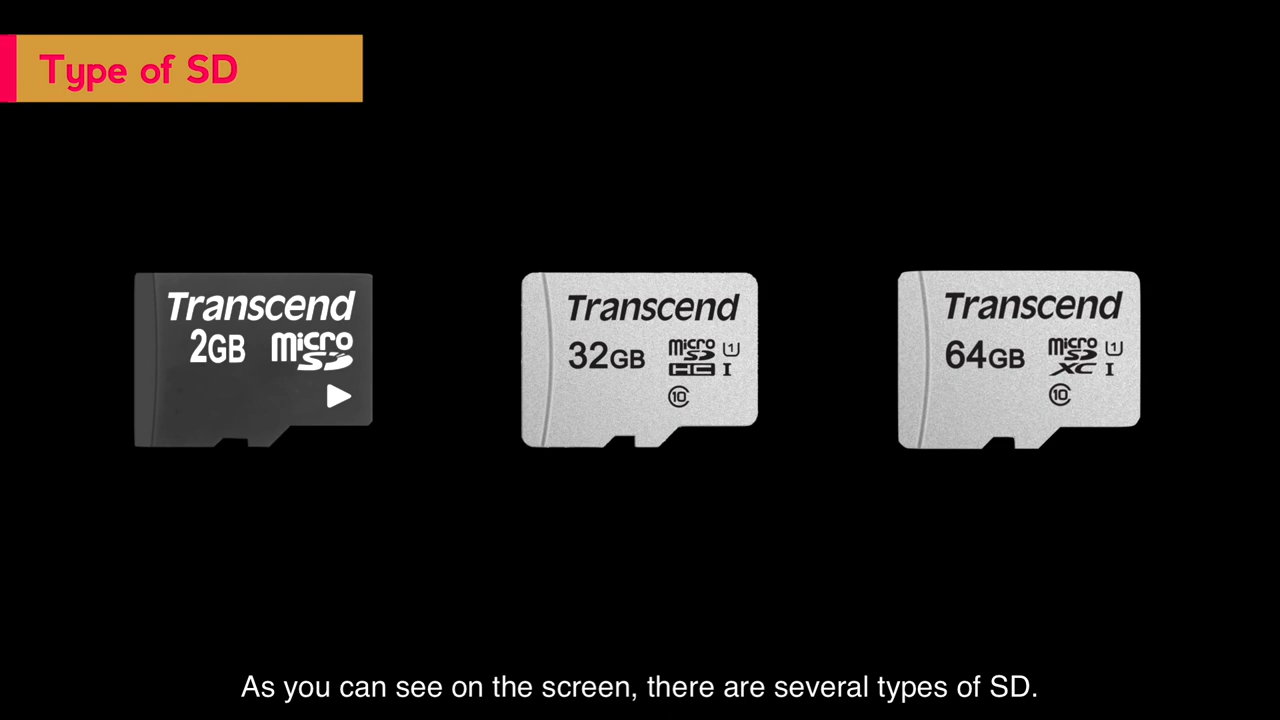 Type of SD
Transcend
2GB micro SD
Transcend
32GB micro SD HC I U1
10
Transcend
64GB micro SD XC I U1
10
As you can see on the screen, there are several types of SD.